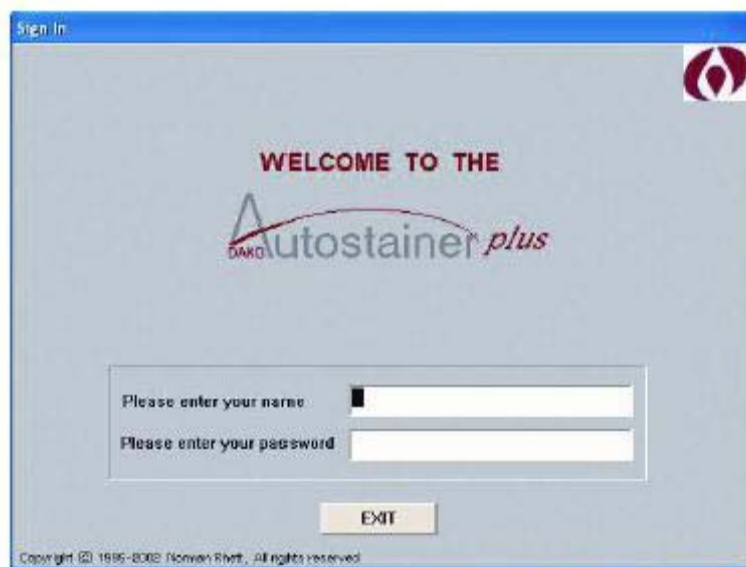 Sign In
WELCOME TO THE
DAKO Autostainer plus
Please enter your name
Please enter your password
EXIT
Copyright © 1995-2002 Norman Rhett, All rights reserved